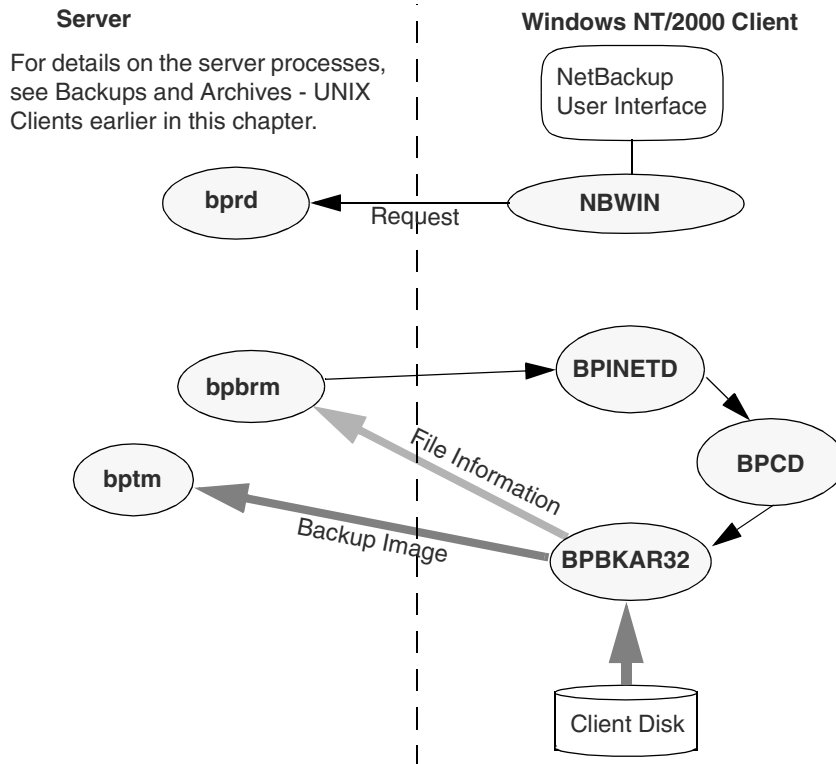 Server
Windows NT/2000 Client
For details on the server processes,
see Backups and Archives - UNIX
Clients earlier in this chapter.
NetBackup
User Interface
bprd
Request
NBWIN
bpbrm
BPINETD
File Information
BPCD
bptm
Backup Image
BPBKAR32
Client Disk